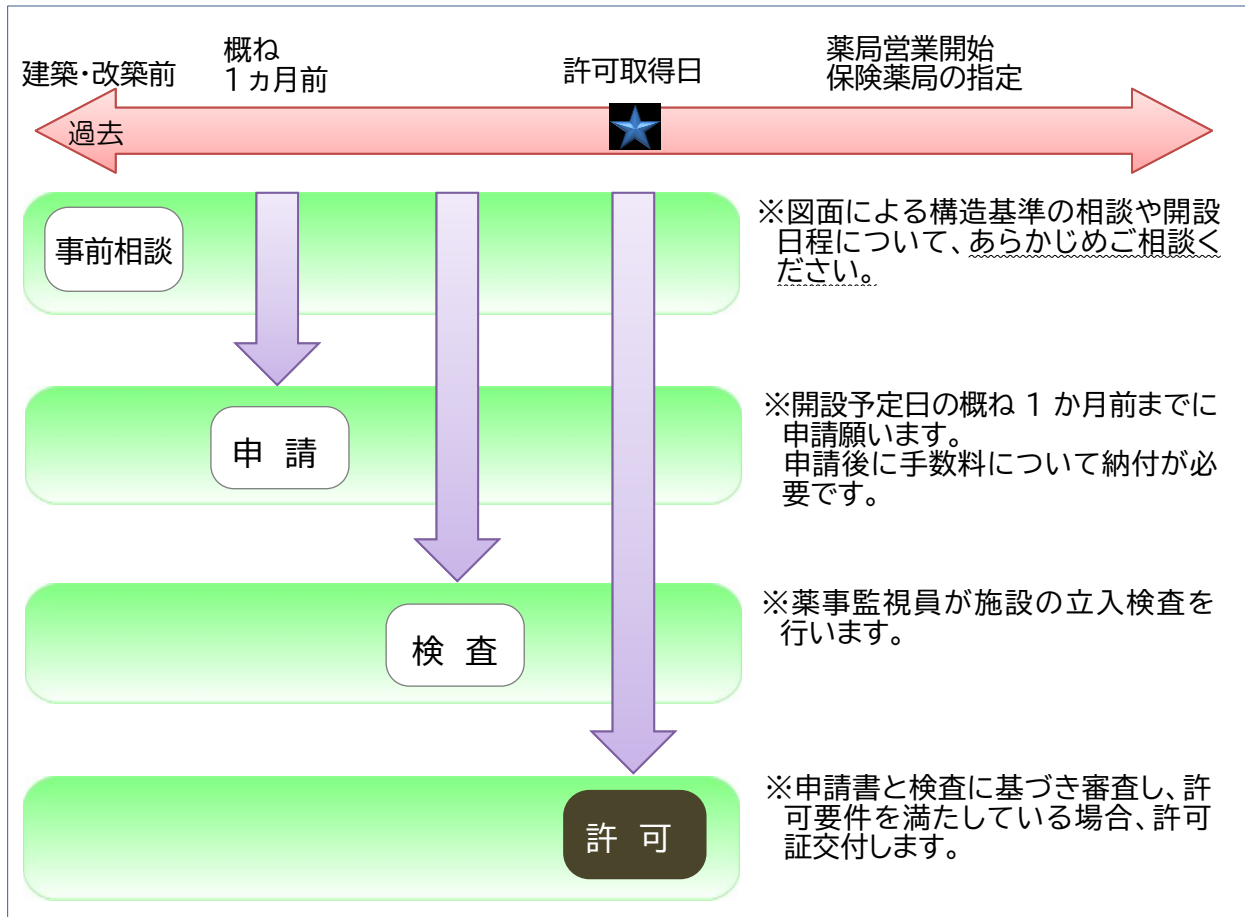 建築・改築前
概ね
1ヵ月前
許可取得日
薬局営業開始
保険薬局の指定
過去
事前相談
※図面による構造基準の相談や開設
日程について、あらかじめご相談く
ださい。
申 請
※開設予定日の概ね 1 か月前までに
申請願います。
申請後に手数料について納付が必
要です。
検 査
※薬事監視員が施設の立入検査を
行います。
許 可
※申請書と検査に基づき審査し、許
可要件を満たしている場合、許可
証交付します。